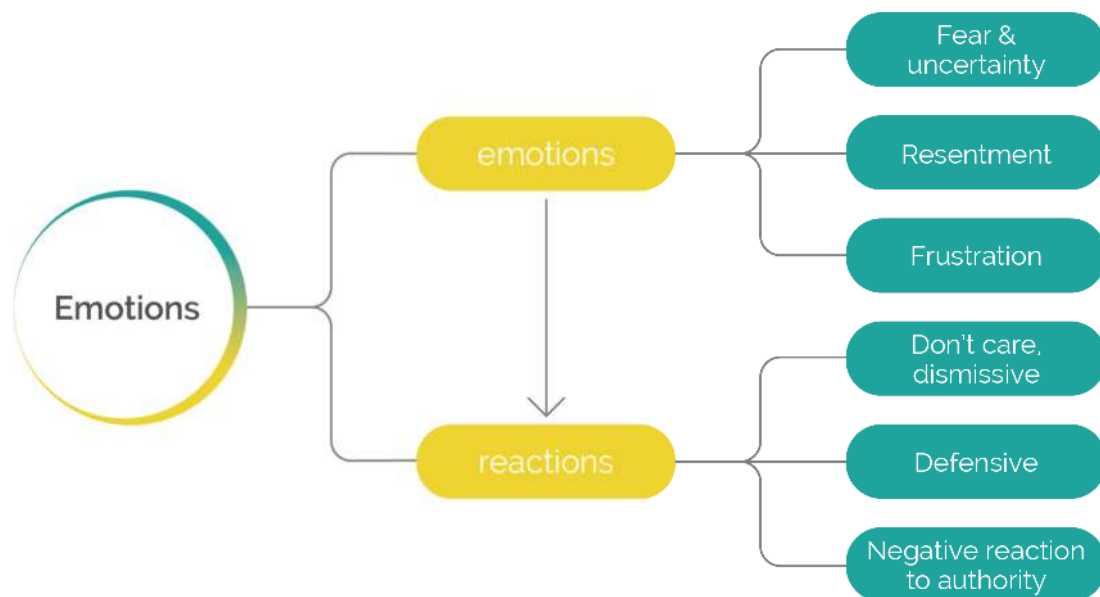 Emotions
emotions
Fear &
uncertainty
Resentment
Frustration
reactions
Don't care,
dismissive
Defensive
Negative reaction
to authority